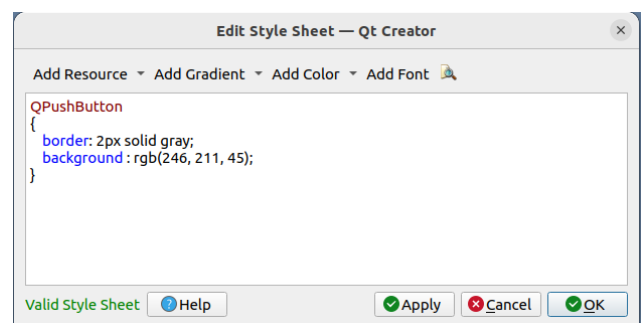 Edit Style Sheet — Qt Creator
Add Resource Add Gradient Add Color Add Font
QPushButton
{
border: 2px solid gray;
background : rgb(246, 211, 45);
}
Valid Style Sheet Help Apply Cancel OK